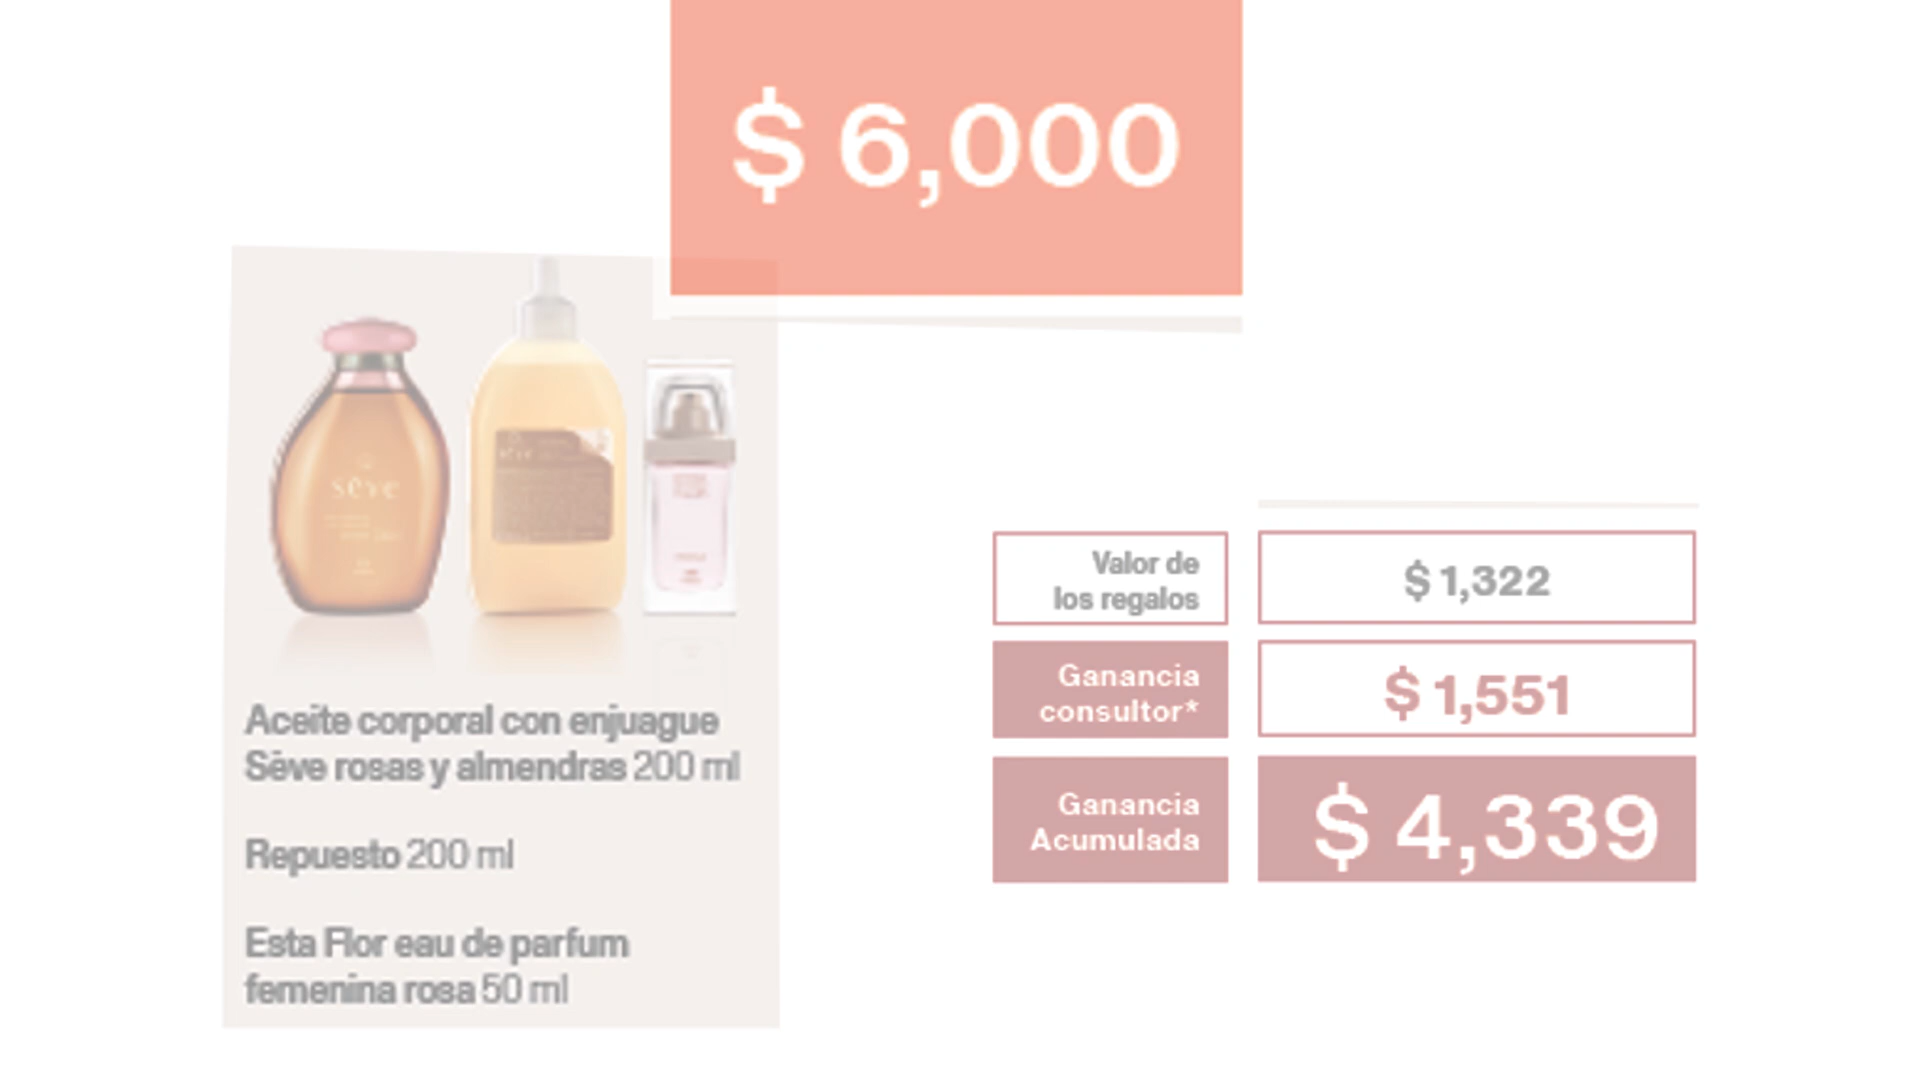 $ 6,000
sève
Aceite corporal con enjuague
Sève rosas y almendras 200 ml
Repuesto 200 ml
Esta Flor eau de parfum
femenina rosa 50 ml
Valor de
los regalos
$ 1,322
Ganancia
consultor*
$ 1,551
Ganancia
Acumulada
$ 4,339